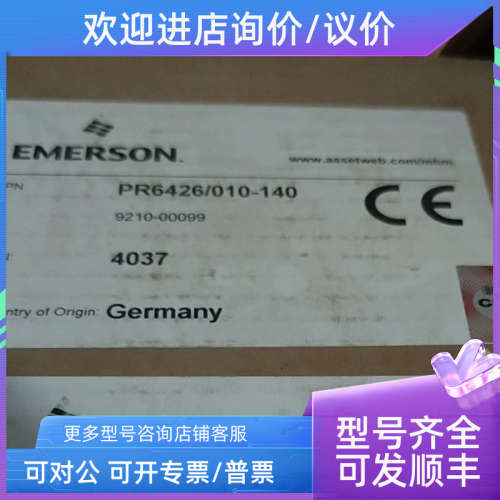 欢迎进店询价/议价
EMERSON.
www.assetweb.com/mhm
PN
PR6426/010-140
9210-00099
4037
ntry of Origin: Germany
更多型号咨询店铺客服
可对公 可开专票/普票
型号齐全
可发顺丰